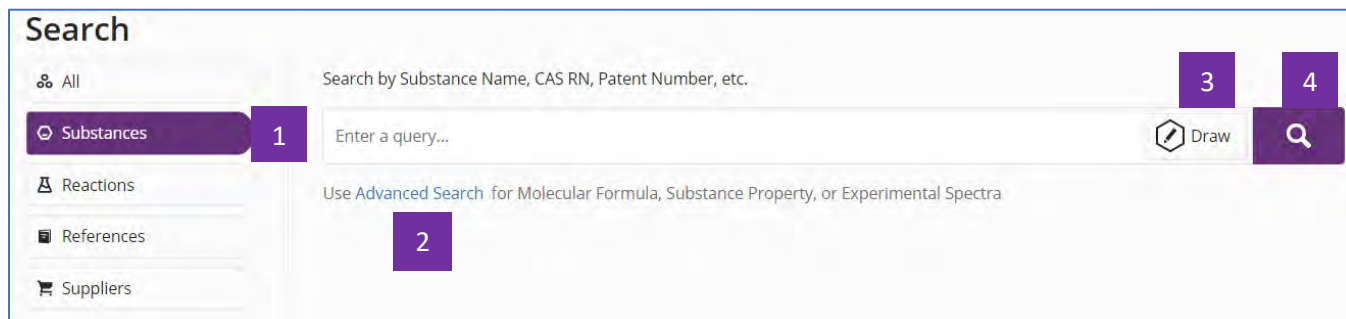 Search
All
Search by Substance Name, CAS RN, Patent Number, etc.
3
4
Substances
1
Enter a query...
Draw
Reactions
Use Advanced Search for Molecular Formula, Substance Property, or Experimental Spectra
References
2
Suppliers